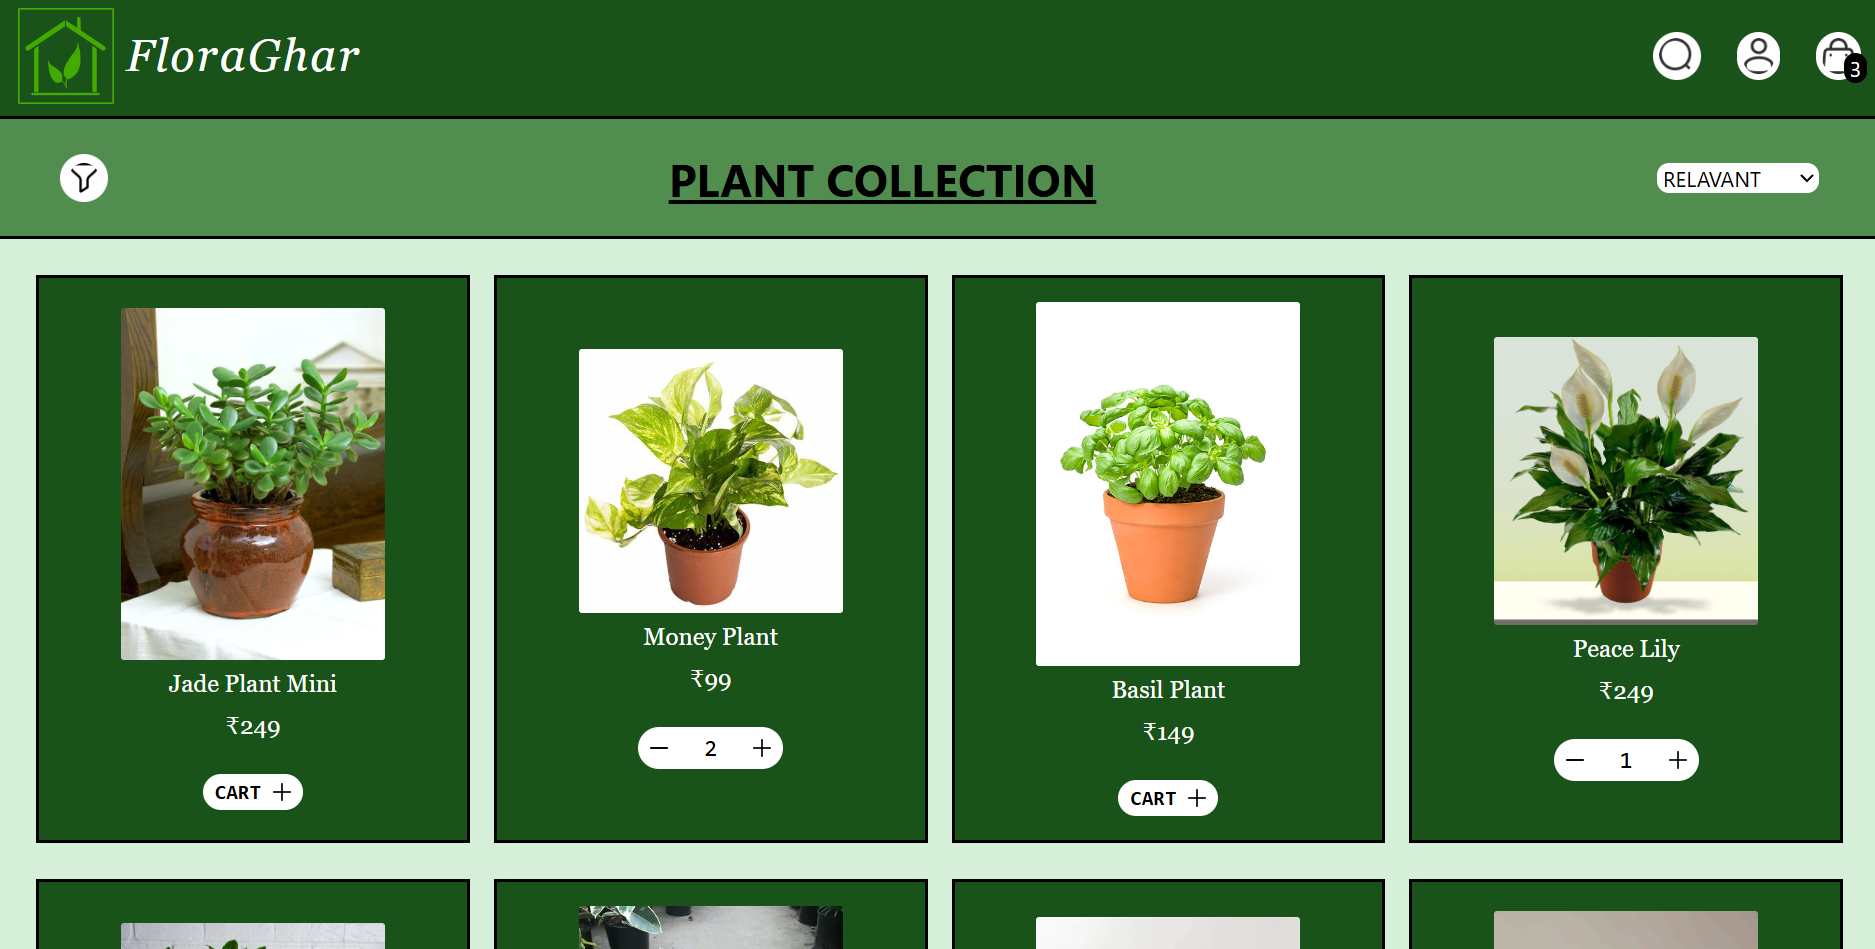 FloraGhar
3
PLANT COLLECTION
RELAVANT
Jade Plant Mini
₹249
CART +
Money Plant
₹99
— 2 +
Basil Plant
₹149
CART +
Peace Lily
₹249
— 1 +